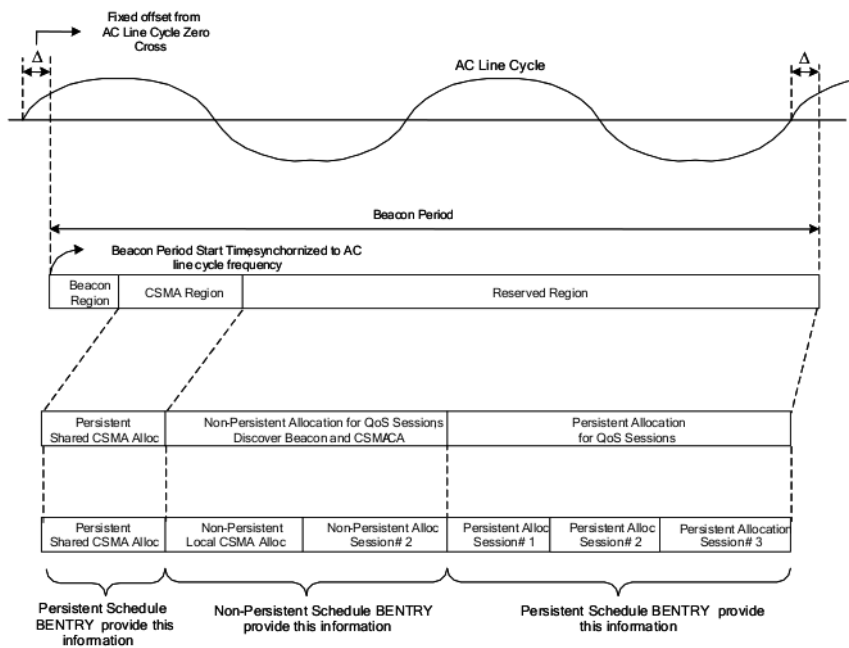 Fixed offset from
AC Line Cycle Zero
Cross
Δ
AC Line Cycle
Δ
Beacon Period
Beacon Period Start Timesynchornized to AC
line cycle frequency
Beacon
Region
CSMA Region
Reserved Region
Persistent
Shared CSMA Alloc
Non-Persistent Allocation for QoS Sessions
Discover Beacon and CSMACA
Persistent Allocation
for QoS Sessions
Persistent
Shared CSMA Alloc
Non-Persistent
Local CSMA Alloc
Non-Persistent Alloc
Session# 2
Persistent Alloc
Session# 1
Persistent Alloc
Session# 2
Persistent Allocation
Session# 3
Persistent Schedule
BENTRY provide this
information
Non-Persistent Schedule BENTRY
provide this information
Persistent Schedule BENTRY provide
this information